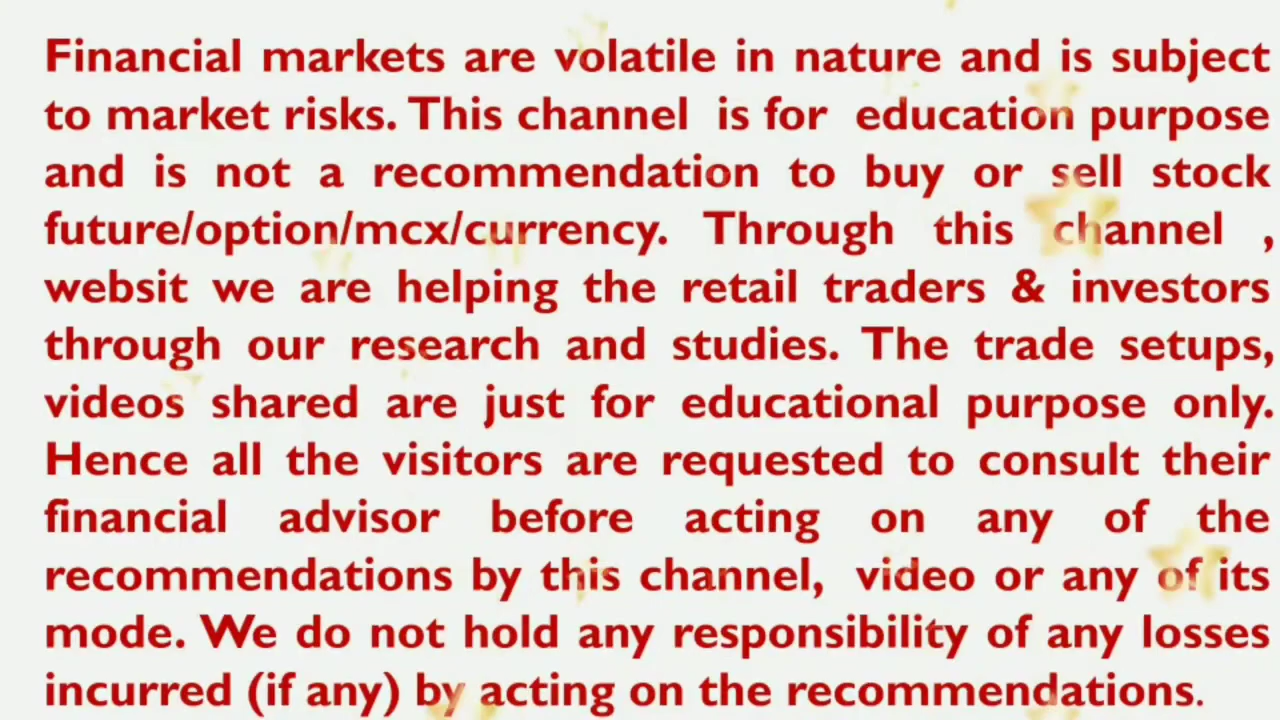 Financial markets are volatile in nature and is subject
to market risks. This channel is for education purpose
and is not a recommendation to buy or sell stock
future/option/mcx/currency. Through this channel ,
websit we are helping the retail traders & investors
through our research and studies. The trade setups,
videos shared are just for educational purpose only.
Hence all the visitors are requested to consult their
financial advisor before acting on any of the
recommendations by this channel, video or any of its
mode. We do not hold any responsibility of any losses
incurred (if any) by acting on the recommendations.